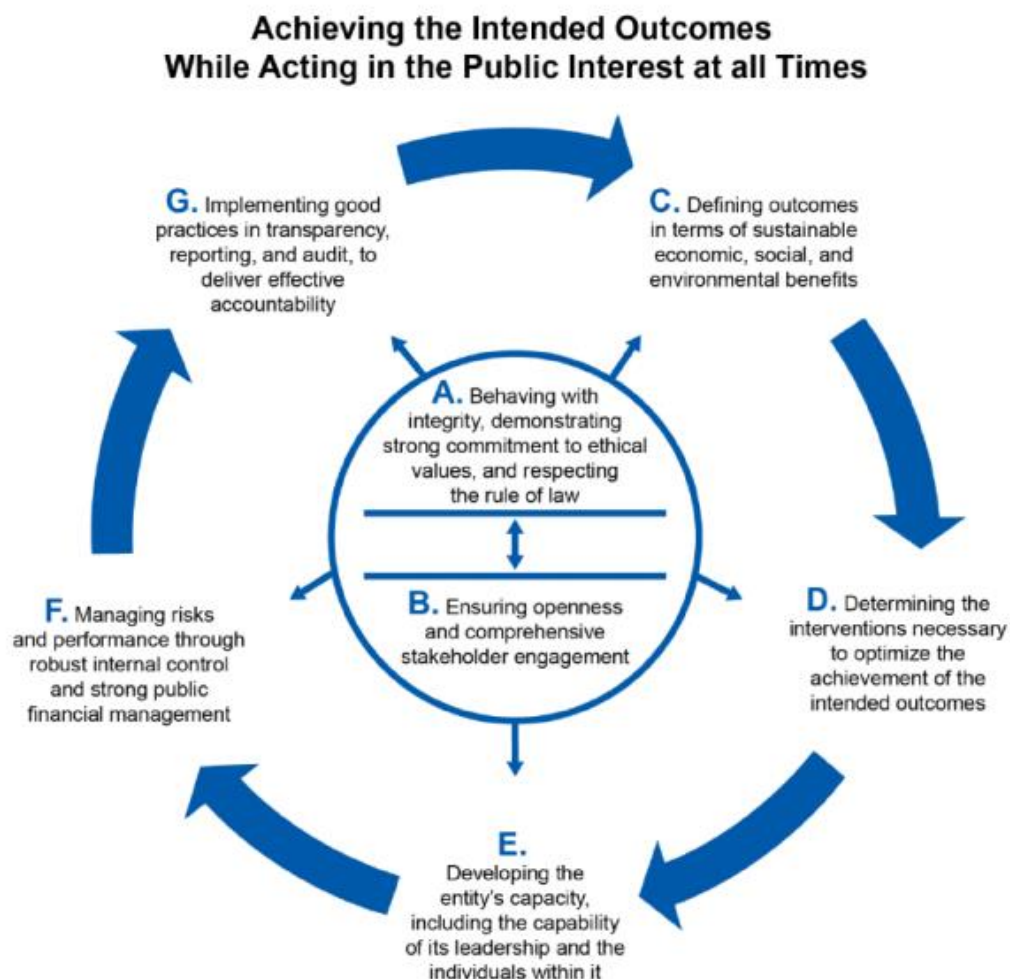 Achieving the Intended Outcomes
While Acting in the Public Interest at all Times
G. Implementing good
practices in transparency,
reporting, and audit, to
deliver effective
accountability
C. Defining outcomes
in terms of sustainable
economic, social, and
environmental benefits
A. Behaving with
integrity, demonstrating
strong commitment to ethical
values, and respecting
the rule of law
B. Ensuring openness
and comprehensive
stakeholder engagement
F. Managing risks
and performance through
robust internal control
and strong public
financial management
D. Determining the
interventions necessary
to optimize the
achievement of the
intended outcomes
E.
Developing the
entity's capacity,
including the capability
of its leadership and the
individuals within it